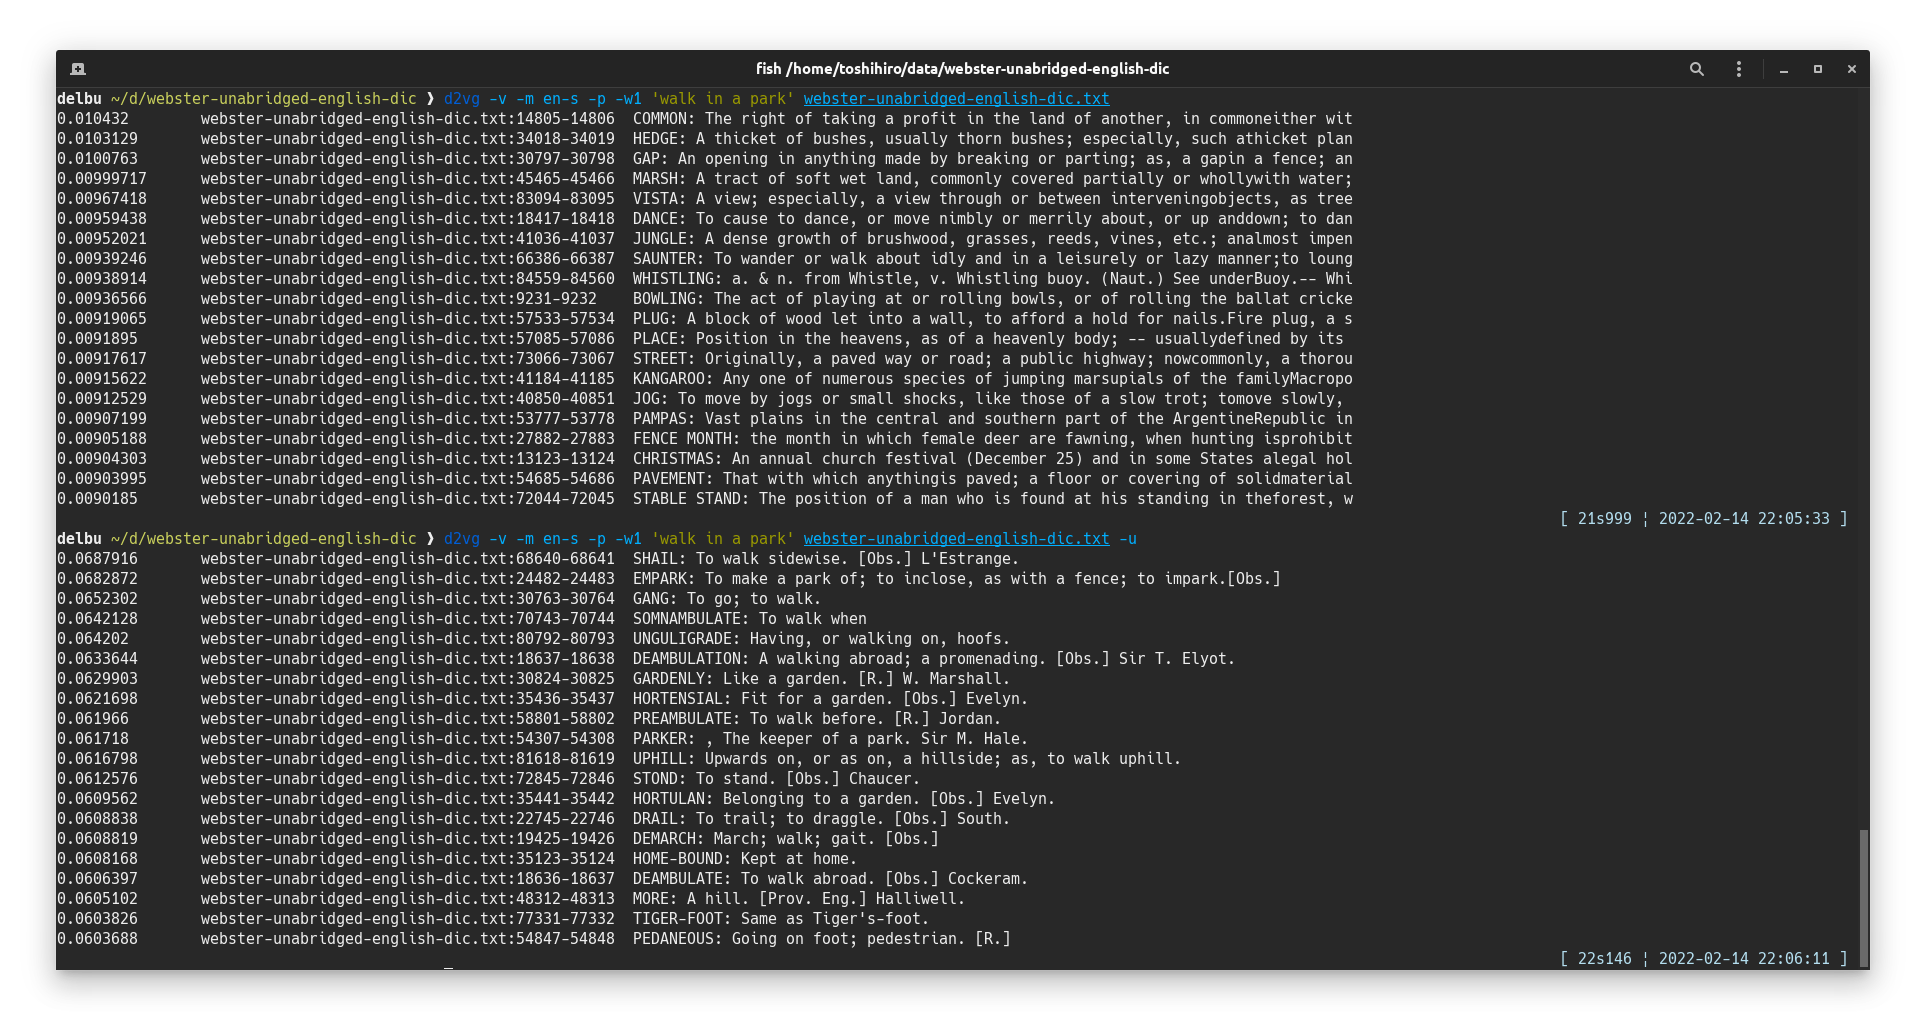 fish /home/toshihiro/data/webster-unabridged-english-dic
delbu ~/d/webster-unabridged-english-dic ❯ d2vg -v -m en-s -p -w1 'walk in a park' webster-unabridged-english-dic.txt
0.010432 webster-unabridged-english-dic.txt:14805-14806 COMMON: The right of taking a profit in the land of another, in commoneither wit
0.0103129 webster-unabridged-english-dic.txt:34018-34019 HEDGE: A thicket of bushes, usually thorn bushes; especially, such athicket plan
0.0100763 webster-unabridged-english-dic.txt:30797-30798 GAP: An opening in anything made by breaking or parting; as, a gapin a fence; an
0.00999717 webster-unabridged-english-dic.txt:45465-45466 MARSH: A tract of soft wet land, commonly covered partially or whollywith water;
0.00967418 webster-unabridged-english-dic.txt:83094-83095 VISTA: A view; especially, a view through or between interveningobjects, as tree
0.00959438 webster-unabridged-english-dic.txt:18417-18418 DANCE: To cause to dance, or move nimbly or merrily about, or up anddown; to dan
0.00952021 webster-unabridged-english-dic.txt:41036-41037 JUNGLE: A dense growth of brushwood, grasses, reeds, vines, etc.; analmost impen
0.00939246 webster-unabridged-english-dic.txt:66386-66387 SAUNTER: To wander or walk about idly and in a leisurely or lazy manner;to loung
0.00938914 webster-unabridged-english-dic.txt:84559-84560 WHISTLING: a. & n. from Whistle, v. Whistling buoy. (Naut.) See underBuoy.-- Whi
0.00936566 webster-unabridged-english-dic.txt:9231-9232 BOWLING: The act of playing at or rolling bowls, or of rolling the ballat cricke
0.00919065 webster-unabridged-english-dic.txt:57533-57534 PLUG: A block of wood let into a wall, to afford a hold for nails.Fire plug, a s
0.0091895 webster-unabridged-english-dic.txt:57085-57086 PLACE: Position in the heavens, as of a heavenly body; -- usuallydefined by its
0.00917617 webster-unabridged-english-dic.txt:73066-73067 STREET: Originally, a paved way or road; a public highway; nowcommonly, a thorou
0.00915622 webster-unabridged-english-dic.txt:41184-41185 KANGAROO: Any one of numerous species of jumping marsupials of the familyMacropo
0.00912529 webster-unabridged-english-dic.txt:40850-40851 JOG: To move by jogs or small shocks, like those of a slow trot; tomove slowly,
0.00907199 webster-unabridged-english-dic.txt:53777-53778 PAMPAS: Vast plains in the central and southern part of the ArgentineRepublic in
0.00905188 webster-unabridged-english-dic.txt:27882-27883 FENCE MONTH: the month in which female deer are fawning, when hunting isprohibit
0.00904303 webster-unabridged-english-dic.txt:13123-13124 CHRISTMAS: An annual church festival (December 25) and in some States alegal hol
0.00903995 webster-unabridged-english-dic.txt:54685-54686 PAVEMENT: That with which anythingis paved; a floor or covering of solidmaterial
0.0090185 webster-unabridged-english-dic.txt:72044-72045 STABLE STAND: The position of a man who is found at his standing in theforest, w
[ 21s999 ¦ 2022-02-14 22:05:33 ]
delbu ~/d/webster-unabridged-english-dic ❯ d2vg -v -m en-s -p -w1 'walk in a park' webster-unabridged-english-dic.txt -u
0.0687916 webster-unabridged-english-dic.txt:68640-68641 SHAIL: To walk sidewise. [Obs.] L'Estrange.
0.0682872 webster-unabridged-english-dic.txt:24482-24483 EMPARK: To make a park of; to inclose, as with a fence; to impark.[Obs.]
0.0652302 webster-unabridged-english-dic.txt:30763-30764 GANG: To go; to walk.
0.0642128 webster-unabridged-english-dic.txt:70743-70744 SOMNAMBULATE: To walk when
0.064202 webster-unabridged-english-dic.txt:80792-80793 UNGULIGRADE: Having, or walking on, hoofs.
0.0633644 webster-unabridged-english-dic.txt:18637-18638 DEAMBULATION: A walking abroad; a promenading. [Obs.] Sir T. Elyot.
0.0629903 webster-unabridged-english-dic.txt:30824-30825 GARDENLY: Like a garden. [R.] W. Marshall.
0.0621698 webster-unabridged-english-dic.txt:35436-35437 HORTENSIAL: Fit for a garden. [Obs.] Evelyn.
0.061966 webster-unabridged-english-dic.txt:58801-58802 PREAMBULATE: To walk before. [R.] Jordan.
0.061718 webster-unabridged-english-dic.txt:54307-54308 PARKER: , The keeper of a park. Sir M. Hale.
0.0616798 webster-unabridged-english-dic.txt:81618-81619 UPHILL: Upwards on, or as on, a hillside; as, to walk uphill.
0.0612576 webster-unabridged-english-dic.txt:72845-72846 STOND: To stand. [Obs.] Chaucer.
0.0609562 webster-unabridged-english-dic.txt:35441-35442 HORTULAN: Belonging to a garden. [Obs.] Evelyn.
0.0608838 webster-unabridged-english-dic.txt:22745-22746 DRAIL: To trail; to draggle. [Obs.] South.
0.0608819 webster-unabridged-english-dic.txt:19425-19426 DEMARCH: March; walk; gait. [Obs.]
0.0608168 webster-unabridged-english-dic.txt:35123-35124 HOME-BOUND: Kept at home.
0.0606397 webster-unabridged-english-dic.txt:18636-18637 DEAMBULATE: To walk abroad. [Obs.] Cockeram.
0.0605102 webster-unabridged-english-dic.txt:48312-48313 MORE: A hill. [Prov. Eng.] Halliwell.
0.0603826 webster-unabridged-english-dic.txt:77331-77332 TIGER-FOOT: Same as Tiger's-foot.
0.0603688 webster-unabridged-english-dic.txt:54847-54848 PEDANEOUS: Going on foot; pedestrian. [R.]
[ 22s146 ¦ 2022-02-14 22:06:11 ]